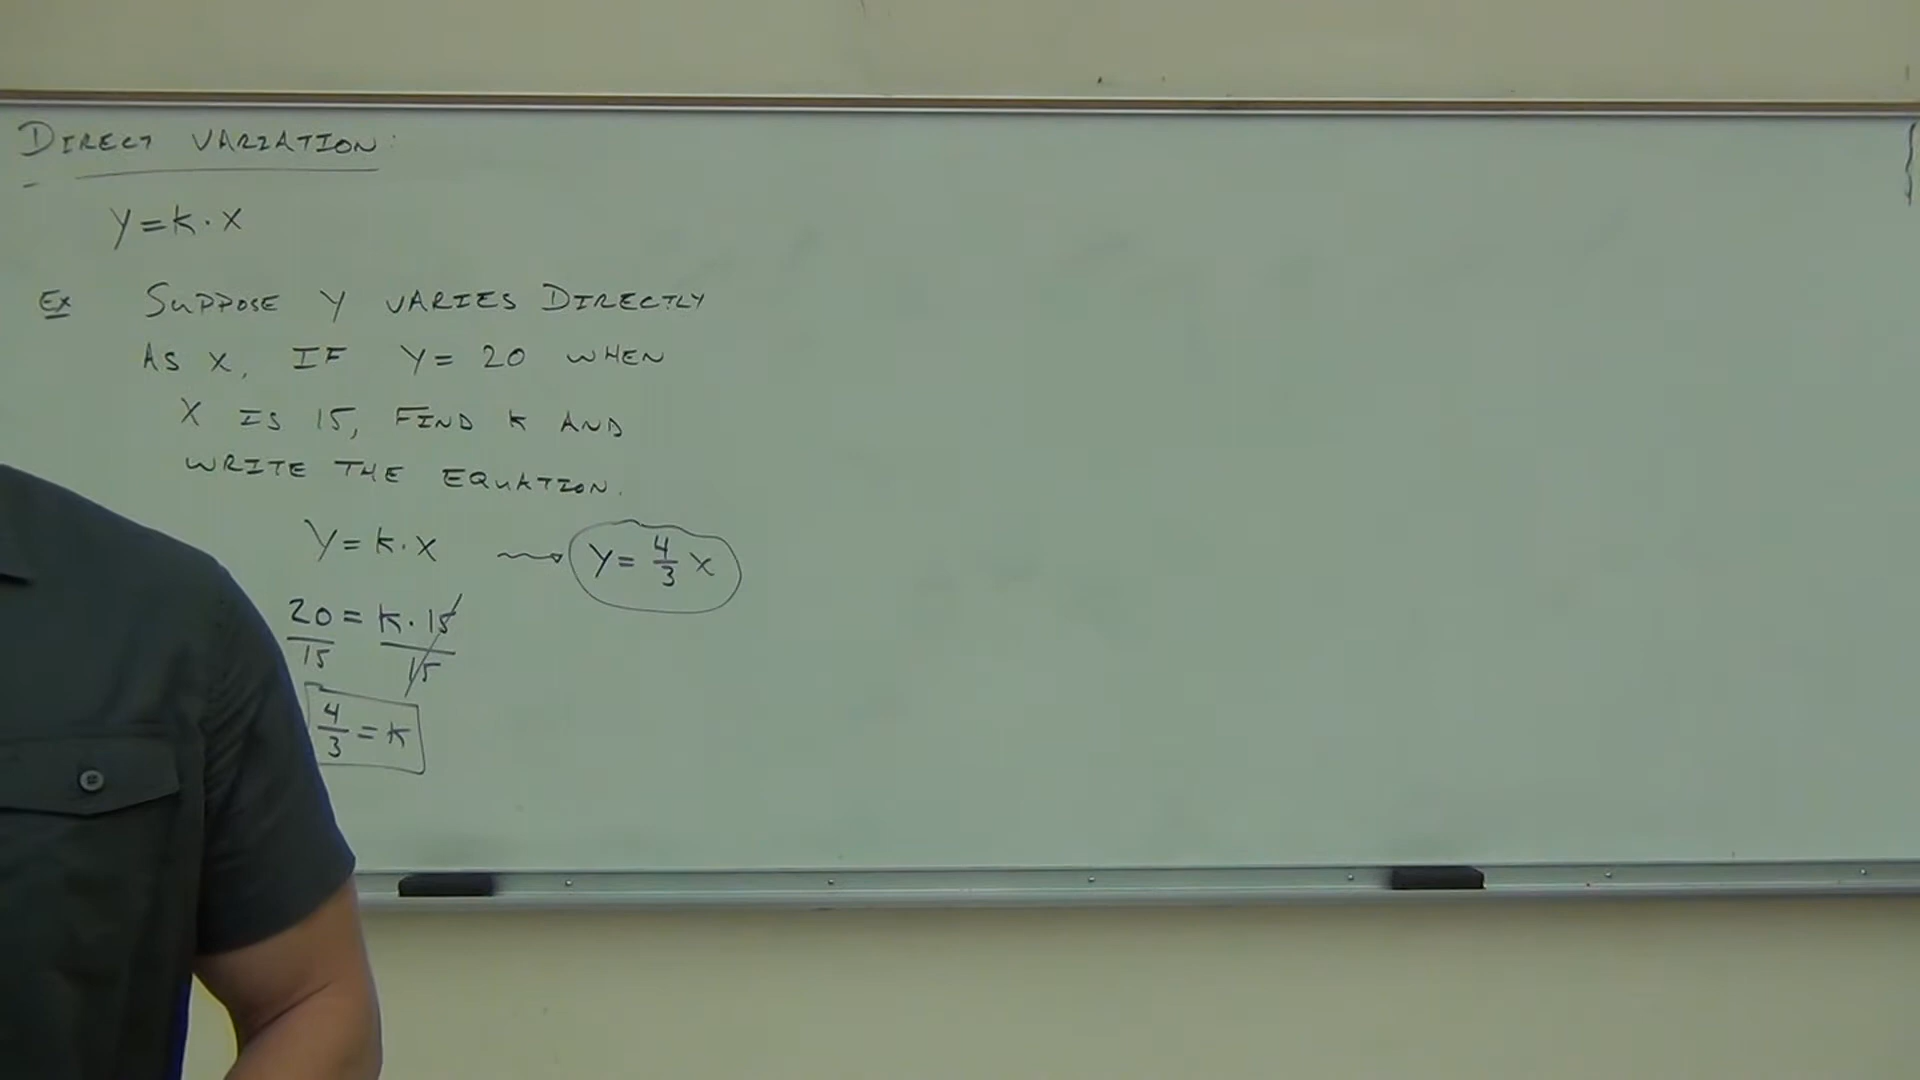 DIRECT VARIATION:
Y = k · X
Ex SUPPOSE Y VARIES DIRECTLY
AS X, IF Y = 20 WHEN
X IS 15, FIND k AND
WRITE THE EQUATION.
Y = k · X → Y = 4/3 X
20/15 = k · 15/15
4/3 = k